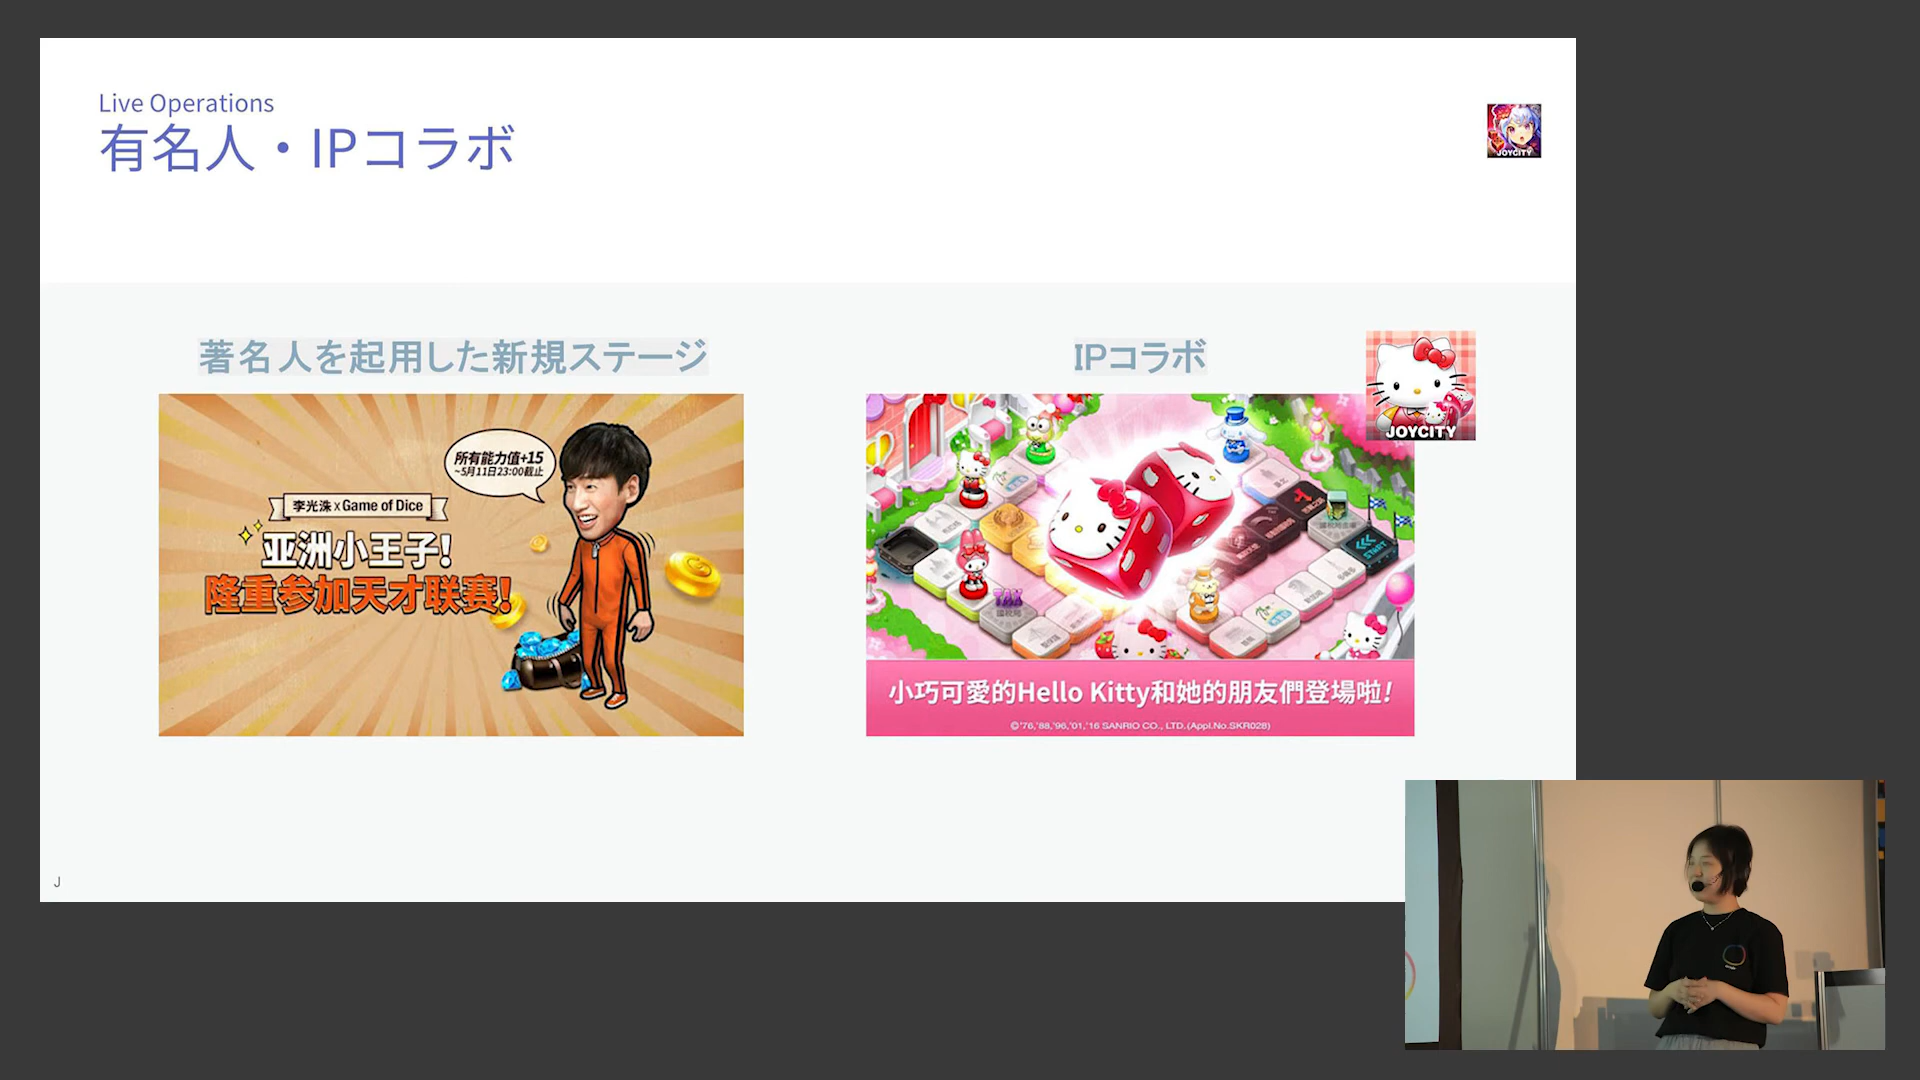 Live Operations
有名人・IPコラボ
JOYCITY
著名人を起用した新規ステージ
IPコラボ
JOYCITY
所有能力值+15
~5月11日23:00截止
李光洙 x Game of Dice
亚洲小王子!
隆重参加天才联赛!
TAX
START
小巧可愛的Hello Kitty和她的朋友們登場啦!
©'76,'88,'96,'01,'16 SANRIO CO., LTD.(Appl.No.SKR028)
J